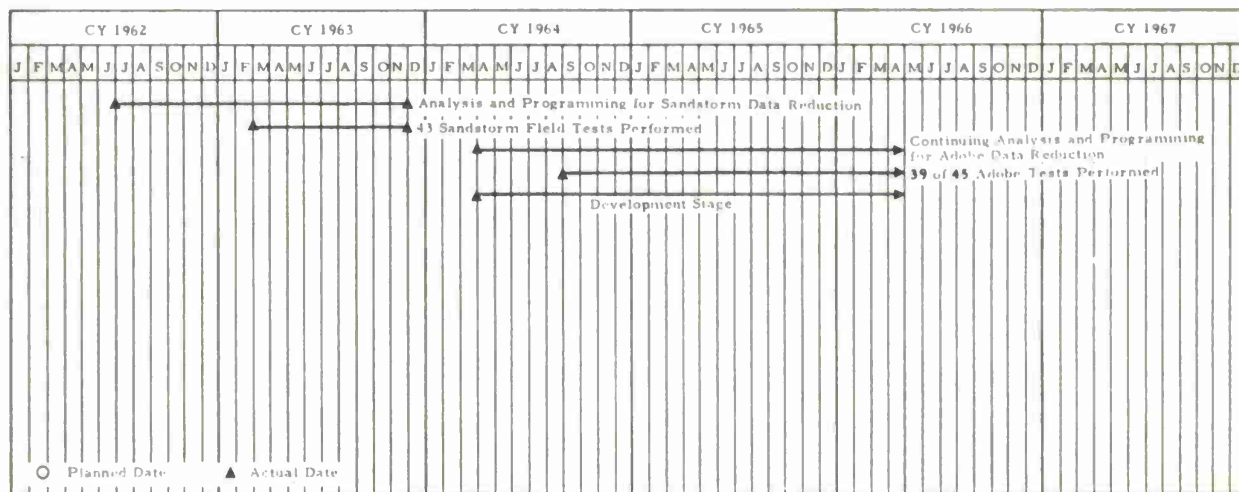 CY 1962 CY 1963 CY 1964 CY 1965 CY 1966 CY 1967
J F M A M J J A S O N D J F M A M J J A S O N D J F M A M J J A S O N D J F M A M J J A S O N D J F M A M J J A S O N D J F M A M J J A S O N D
Analysis and Programming for Sandstorm Data Reduction
43 Sandstorm Field Tests Performed
Continuing Analysis and Programming
for Adobe Data Reduction
39 of 45 Adobe Tests Performed
Development Stage
Planned Date Actual Date